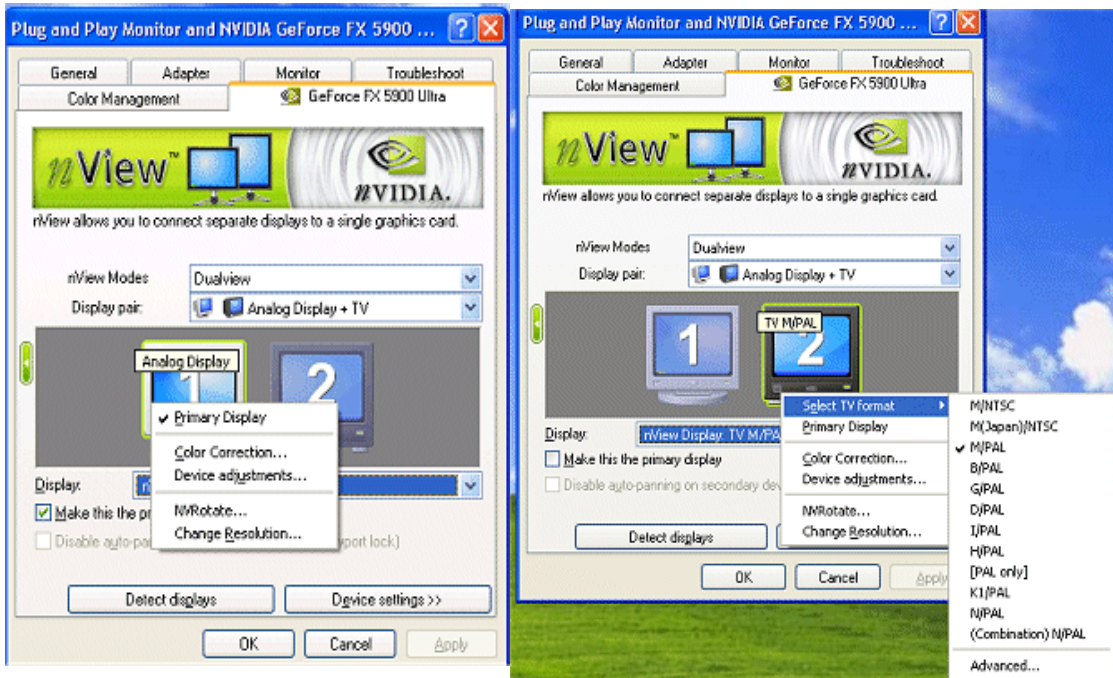 Plug and Play Monitor and NVIDIA GeForce FX 5900 ...
General Adapter Monitor Troubleshoot
Color Management GeForce FX 5900 Ultra
nView™ nVIDIA.
nView allows you to connect separate displays to a single graphics card.
nView Modes Dualview
Display pair: Analog Display + TV
Analog Display
1 2
Primary Display
Color Correction...
Device adjustments...
NVRotate...
Change Resolution...
Display:
Make this the pr
Disable auto-pan port lock)
Detect displays Device settings >>
OK Cancel Apply
Plug and Play Monitor and NVIDIA GeForce FX 5900 ...
General Adapter Monitor Troubleshoot
Color Management GeForce FX 5900 Ultra
nView™ nVIDIA.
nView allows you to connect separate displays to a single graphics card.
nView Modes Dualview
Display pair: Analog Display + TV
TV M/PAL
1 2
Select TV format
Primary Display
Color Correction...
Device adjustments...
NVRotate...
Change Resolution...
M/NTSC
M(Japan)/NTSC
M/PAL
B/PAL
G/PAL
D/PAL
I/PAL
H/PAL
[PAL only]
K1/PAL
N/PAL
(Combination) N/PAL
Advanced...
Display: nView Display: TV M/PA
Make this the primary display
Disable auto-panning on secondary dev
Detect displays
OK Cancel Apply